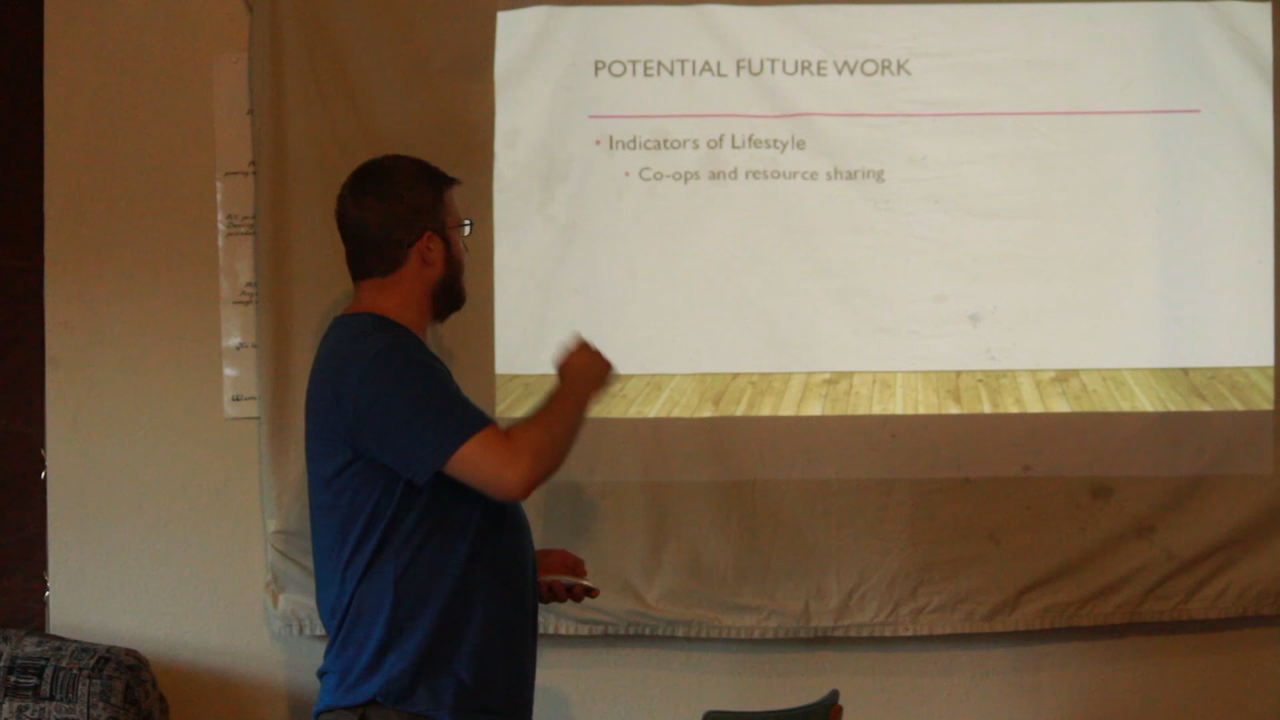 POTENTIAL FUTURE WORK
• Indicators of Lifestyle
• Co-ops and resource sharing